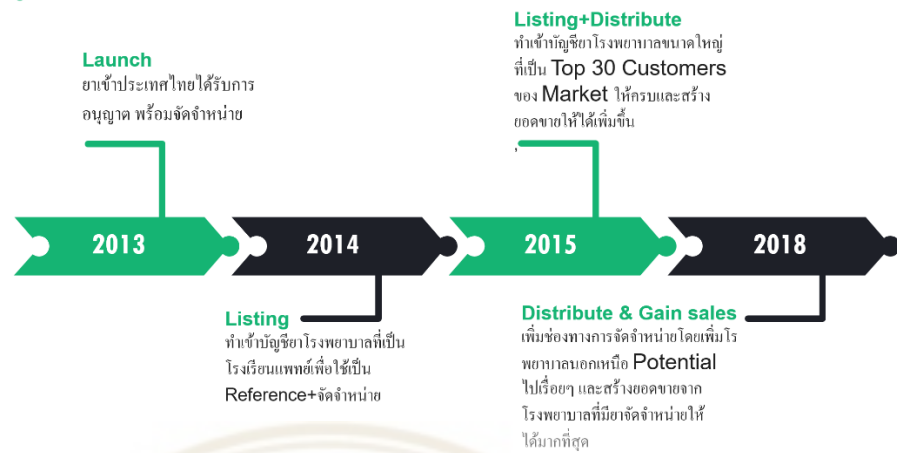 Launch
ยาเข้าประเทศไทยได้รับการ
อนุญาต พร้อมจัดจำหน่าย
Listing+Distribute
ทำเข้าบัญชียาโรงพยาบาลขนาดใหญ่
ที่เป็น Top 30 Customers
ของ Market ให้ครบและสร้าง
ยอดขายให้ได้เพิ่มขึ้น
,
2013
2014
2015
2018
Listing
ทำเข้าบัญชียาโรงพยาบาลที่เป็น
โรงเรียนแพทย์เพื่อใช้เป็น
Reference+จัดจำหน่าย
Distribute & Gain sales
เพิ่มช่องทางการจัดจำหน่ายโดยเพิ่มโร
พยาบาลนอกเหนือ Potential
ไปเรื่อยๆ และสร้างยอดขายจาก
โรงพยาบาลที่มียาจัดจำหน่ายให้
ได้มากที่สุด